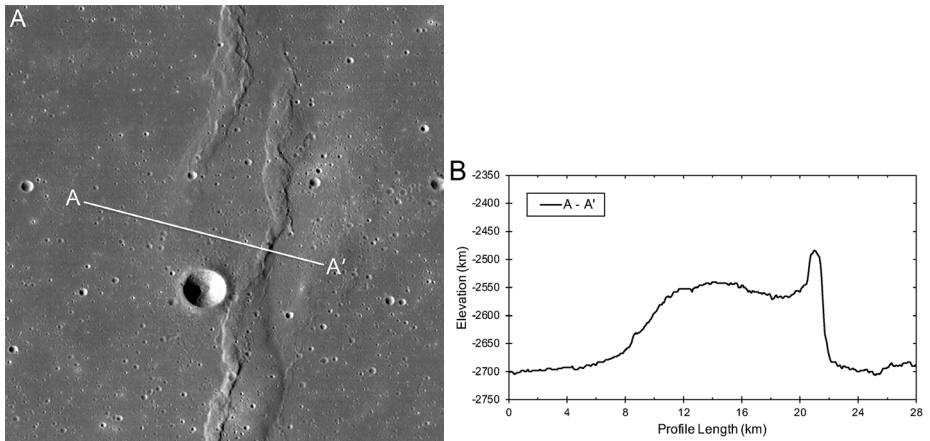 A
A
A'
B
A - A'
-2350
-2400
-2450
-2500
-2550
-2600
-2650
-2700
-2750
Elevation (km)
0 4 8 12 16 20 24 28
Profile Length (km)